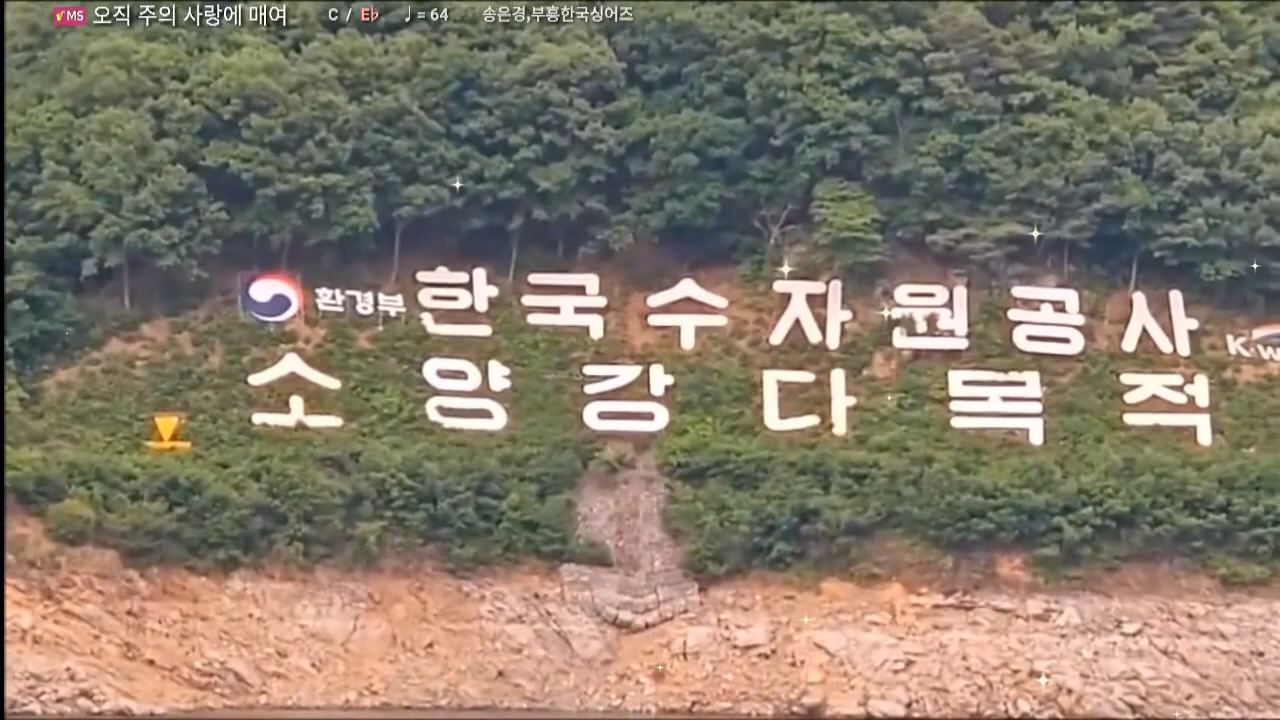 MS 오직 주의 사랑에 매여 C / E♭ ♩= 64 송은경,부흥한국싱어즈
환경부 한국수자원공사 K-w
소양강다목적